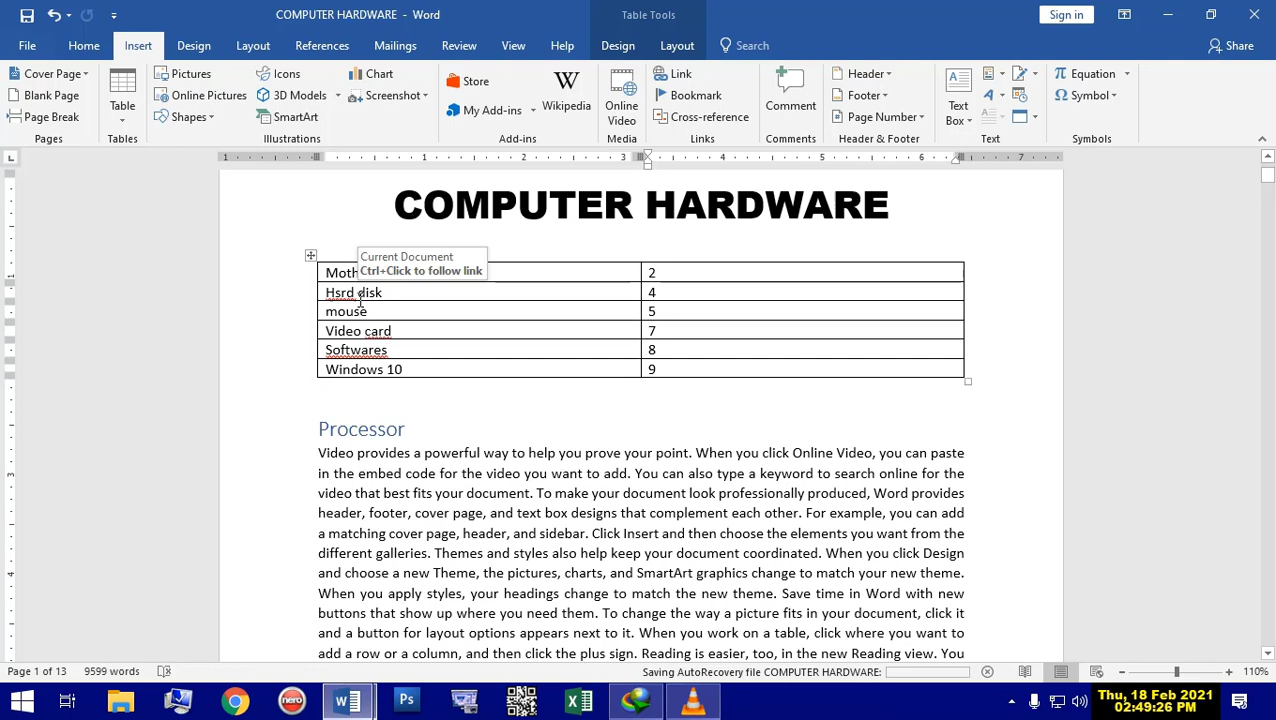 COMPUTER HARDWARE - Word
Table Tools
Sign in
File Home Insert Design Layout References Mailings Review View Help Design Layout Search Share
Cover Page
Blank Page
Page Break
Pages
Table
Tables
Pictures
Online Pictures
Shapes
Icons
3D Models
SmartArt
Chart
Screenshot
Illustrations
Store
My Add-ins
Wikipedia
Add-ins
Online
Video
Media
Link
Bookmark
Cross-reference
Links
Comment
Comments
Header
Footer
Page Number
Header & Footer
Text
Box
Text
Equation
Symbol
Symbols
1 1 2 3 4 5 6 7
COMPUTER HARDWARE
Current Document
Ctrl+Click to follow link
Moth 2
Hsrd disk 4
mouse 5
Video card 7
Softwares 8
Windows 10 9
Processor
Video provides a powerful way to help you prove your point. When you click Online Video, you can paste
in the embed code for the video you want to add. You can also type a keyword to search online for the
video that best fits your document. To make your document look professionally produced, Word provides
header, footer, cover page, and text box designs that complement each other. For example, you can add
a matching cover page, header, and sidebar. Click Insert and then choose the elements you want from the
different galleries. Themes and styles also help keep your document coordinated. When you click Design
and choose a new Theme, the pictures, charts, and SmartArt graphics change to match your new theme.
When you apply styles, your headings change to match the new theme. Save time in Word with new
buttons that show up where you need them. To change the way a picture fits in your document, click it
and a button for layout options appears next to it. When you work on a table, click where you want to
add a row or a column, and then click the plus sign. Reading is easier, too, in the new Reading view. You
Page 1 of 13 9599 words Saving AutoRecovery file COMPUTER HARDWARE: 110%
nero
Ps
Thu, 18 Feb 2021
02:49:26 PM